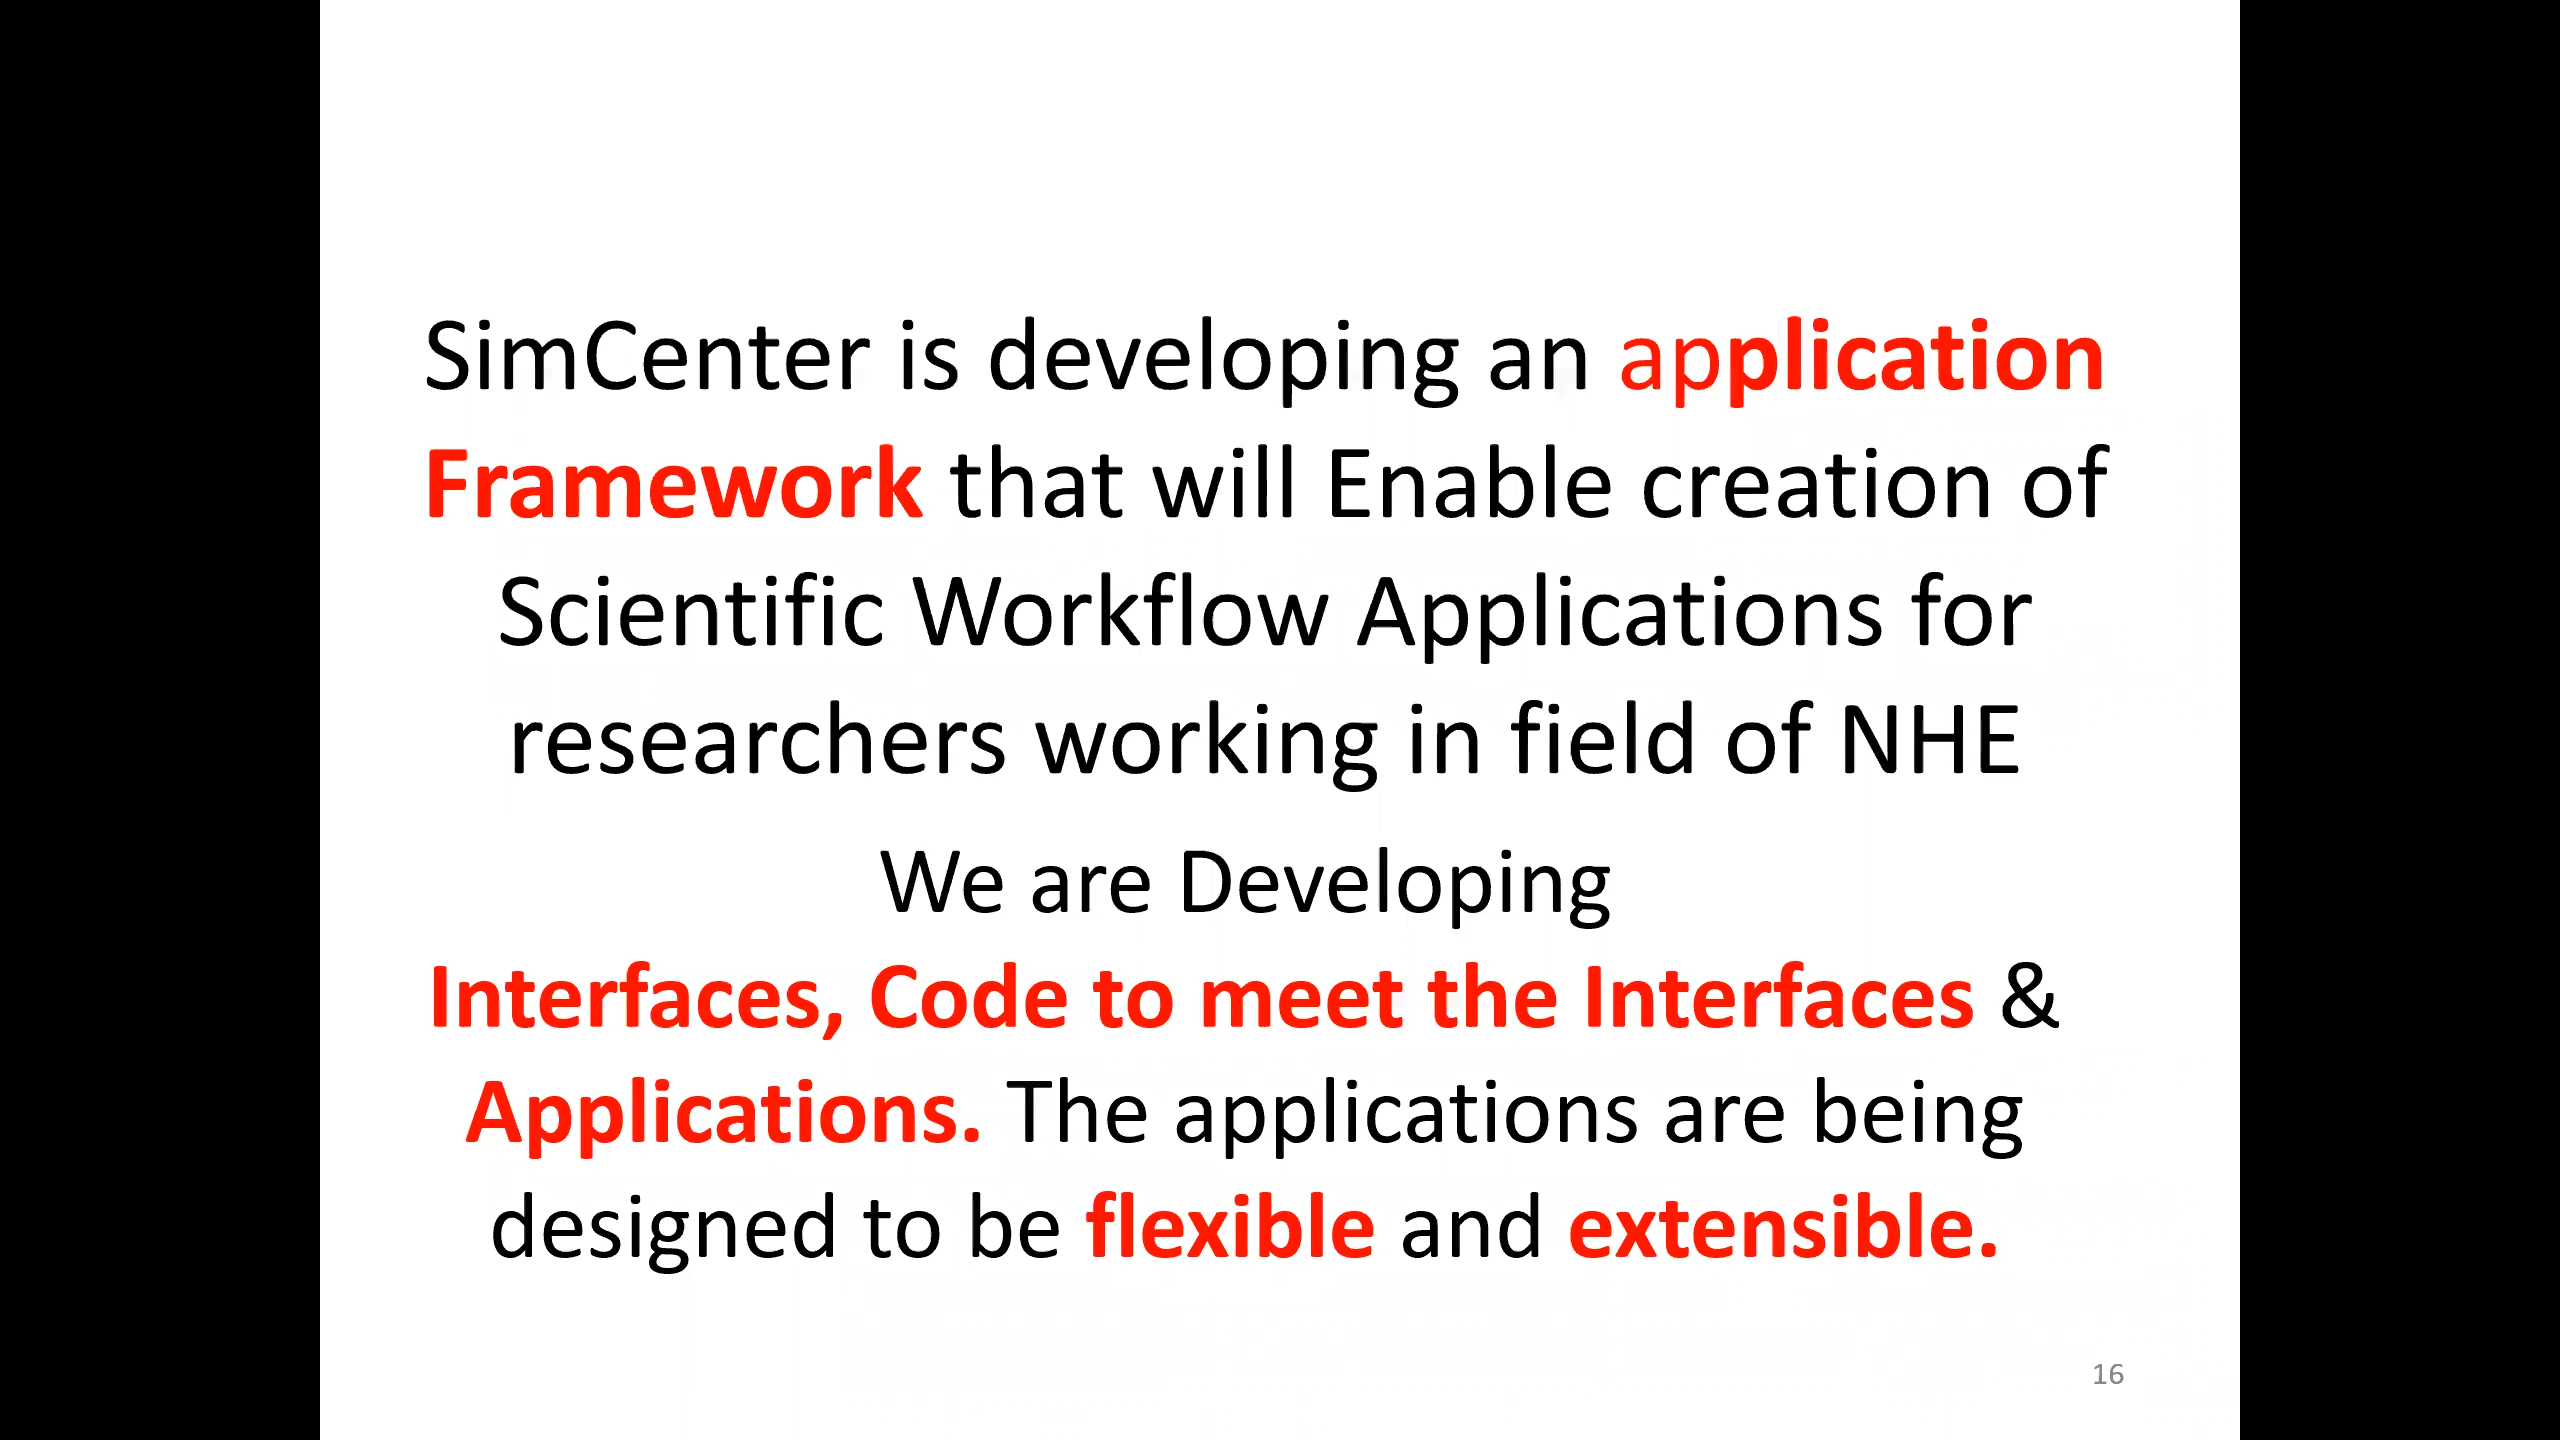 SimCenter is developing an application
Framework that will Enable creation of
Scientific Workflow Applications for
researchers working in field of NHE
We are Developing
Interfaces, Code to meet the Interfaces &
Applications. The applications are being
designed to be flexible and extensible.
16